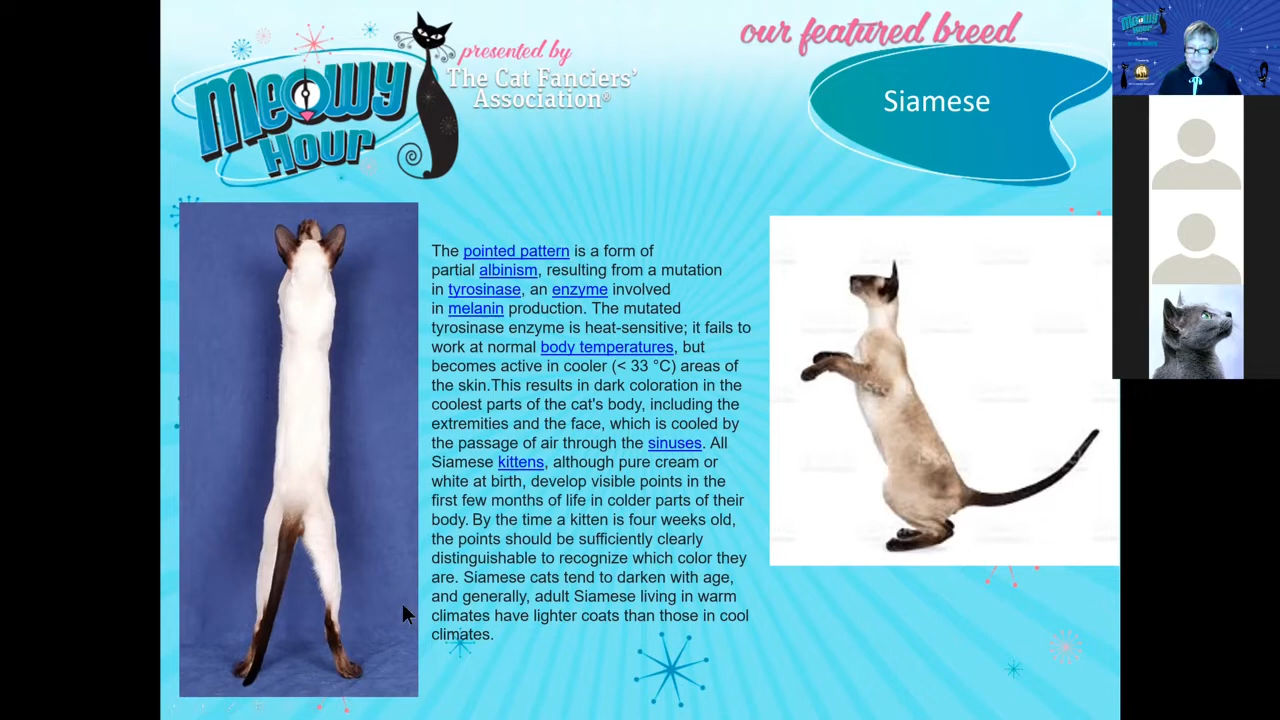 our featured breed
presented by
The Cat Fanciers'
Association®
Meowy
Hour
Siamese
The pointed pattern is a form of
partial albinism, resulting from a mutation
in tyrosinase, an enzyme involved
in melanin production. The mutated
tyrosinase enzyme is heat-sensitive; it fails to
work at normal body temperatures, but
becomes active in cooler (< 33 °C) areas of
the skin.This results in dark coloration in the
coolest parts of the cat's body, including the
extremities and the face, which is cooled by
the passage of air through the sinuses. All
Siamese kittens, although pure cream or
white at birth, develop visible points in the
first few months of life in colder parts of their
body. By the time a kitten is four weeks old,
the points should be sufficiently clearly
distinguishable to recognize which color they
are. Siamese cats tend to darken with age,
and generally, adult Siamese living in warm
climates have lighter coats than those in cool
climates.